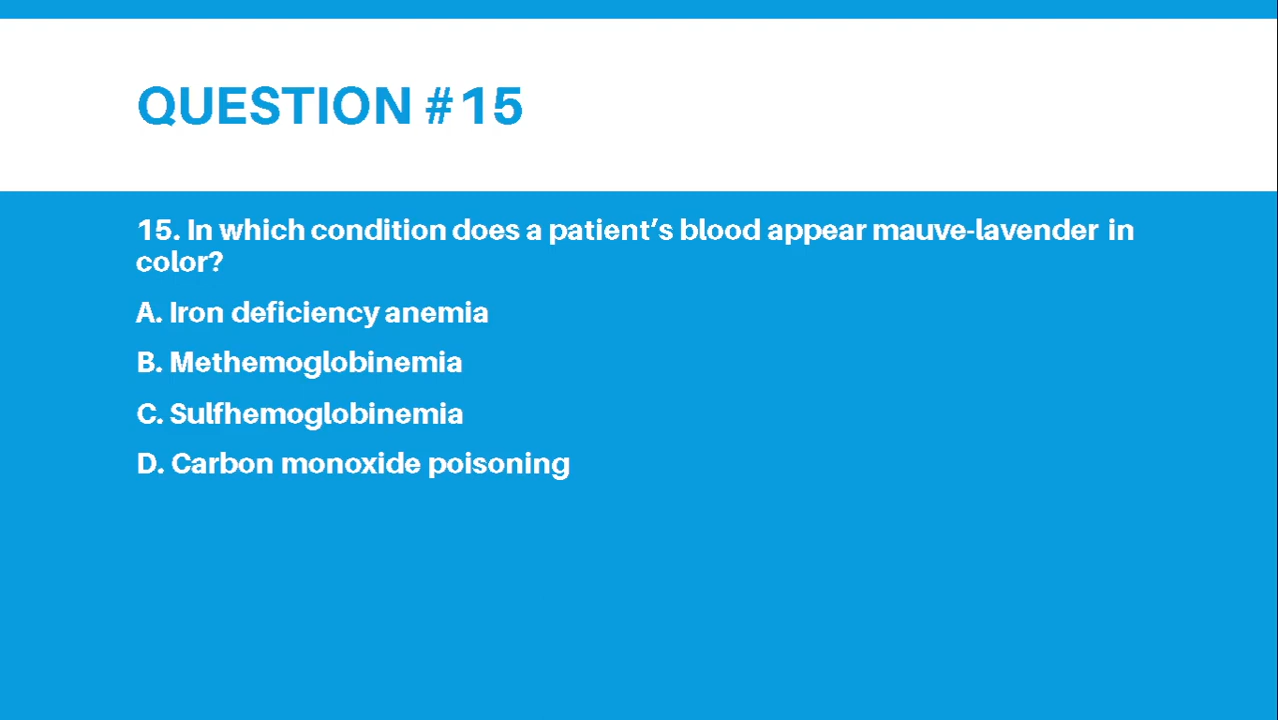 QUESTION #15
15. In which condition does a patient's blood appear mauve-lavender in
color?
A. Iron deficiency anemia
B. Methemoglobinemia
C. Sulfhemoglobinemia
D. Carbon monoxide poisoning